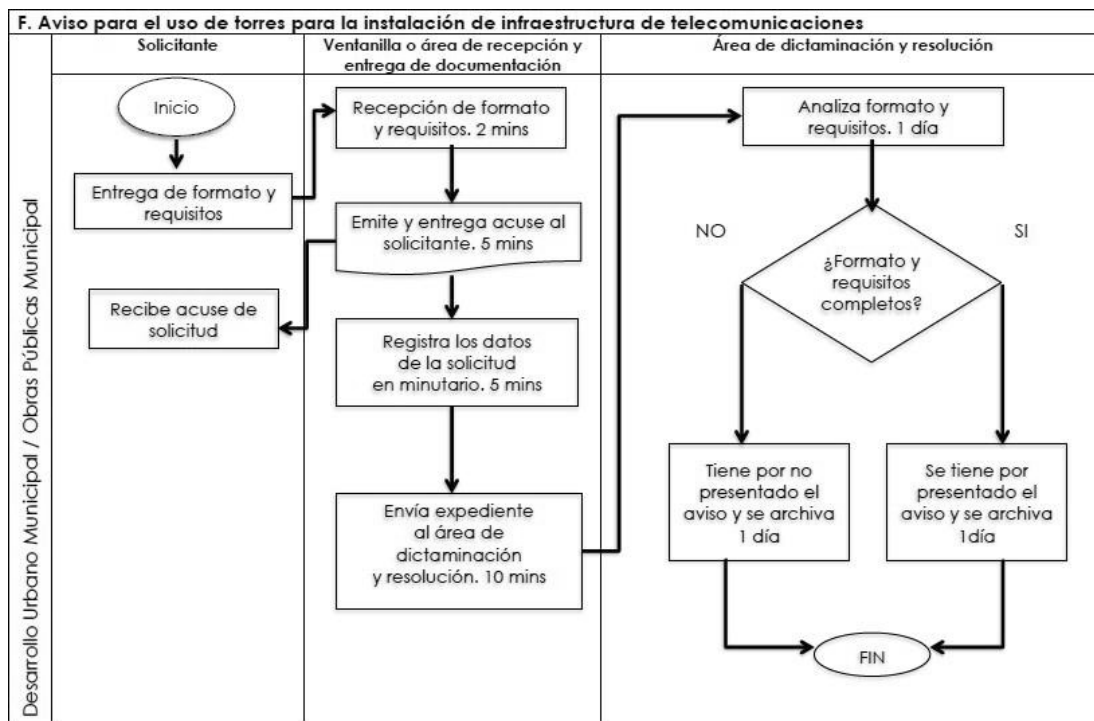 F. Aviso para el uso de torres para la instalación de infraestructura de telecomunicaciones
Desarrollo Urbano Municipal / Obras Públicas Municipal
Solicitante
Inicio
Entrega de formato y
requisitos
Recibe acuse de
solicitud
Ventanilla o área de recepción y
entrega de documentación
Recepción de formato
y requisitos. 2 mins
Emite y entrega acuse al
solicitante. 5 mins
Registra los datos
de la solicitud
en minutario. 5 mins
Envía expediente
al área de
dictaminación
y resolución. 10 mins
Área de dictaminación y resolución
Analiza formato y
requisitos. 1 día
NO
SI
¿Formato y
requisitos
completos?
Tiene por no
presentado el
aviso y se archiva
1 día
Se tiene por
presentado el
aviso y se archiva
1día
FIN